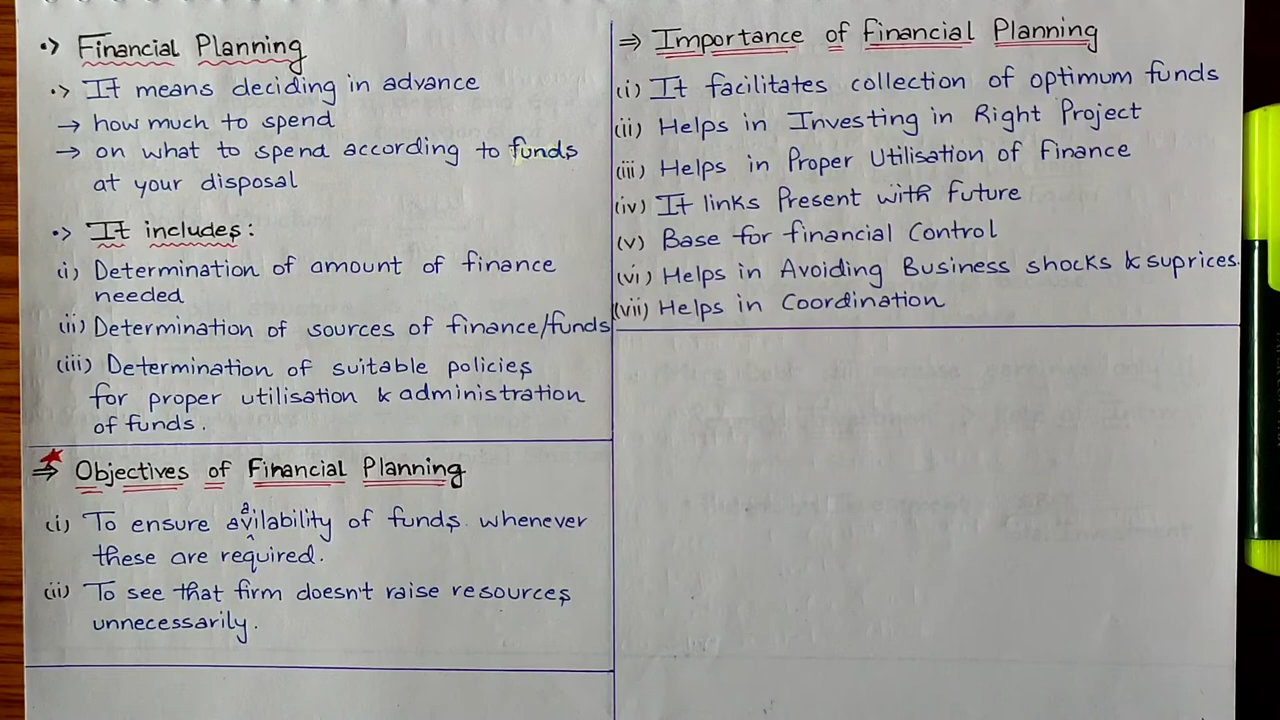 ·> Financial Planning
·> It means deciding in advance
→ how much to spend
→ on what to spend according to funds
at your disposal
·> It includes:
(i) Determination of amount of finance
needed
(ii) Determination of sources of finance/funds
(iii) Determination of suitable policies
for proper utilisation & administration
of funds.
⇒ Objectives of Financial Planning
(i) To ensure availability of funds whenever
these are required.
(ii) To see that firm doesn't raise resources
unnecessarily.
⇒ Importance of Financial Planning
(i) It facilitates collection of optimum funds
(ii) Helps in Investing in Right Project
(iii) Helps in Proper Utilisation of Finance
(iv) It links Present with Future
(v) Base for financial Control
(vi) Helps in Avoiding Business shocks & suprices.
(vii) Helps in Coordination